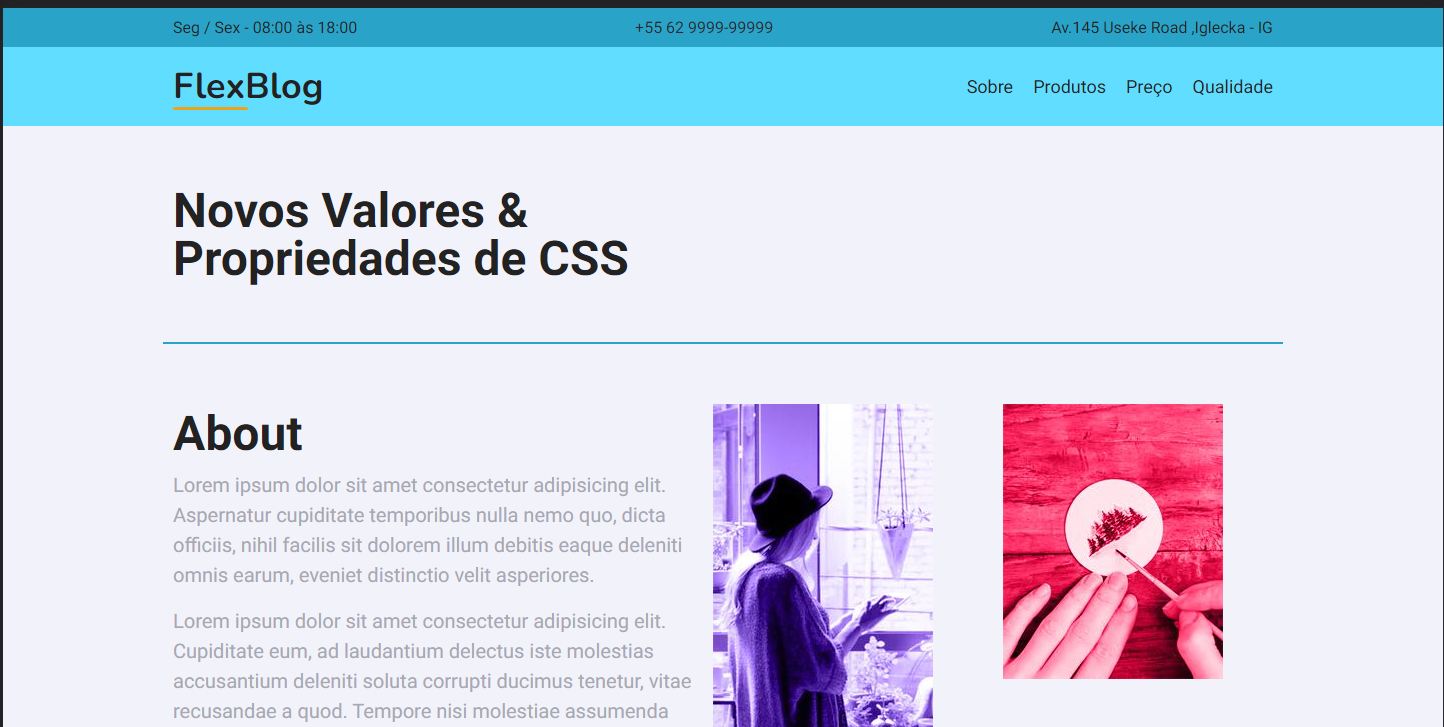 Seg / Sex - 08:00 às 18:00
+55 62 9999-99999
Av.145 Useke Road ,Iglecka - IG
FlexBlog
Sobre Produtos Preço Qualidade
Novos Valores &
Propriedades de CSS
About
Lorem ipsum dolor sit amet consectetur adipisicing elit.
Aspernatur cupiditate temporibus nulla nemo quo, dicta
officiis, nihil facilis sit dolorem illum debitis eaque deleniti
omnis earum, eveniet distinctio velit asperiores.
Lorem ipsum dolor sit amet consectetur adipisicing elit.
Cupiditate eum, ad laudantium delectus iste molestias
accusantium deleniti soluta corrupti ducimus tenetur, vitae
recusandae a quod. Tempore nisi molestiae assumenda